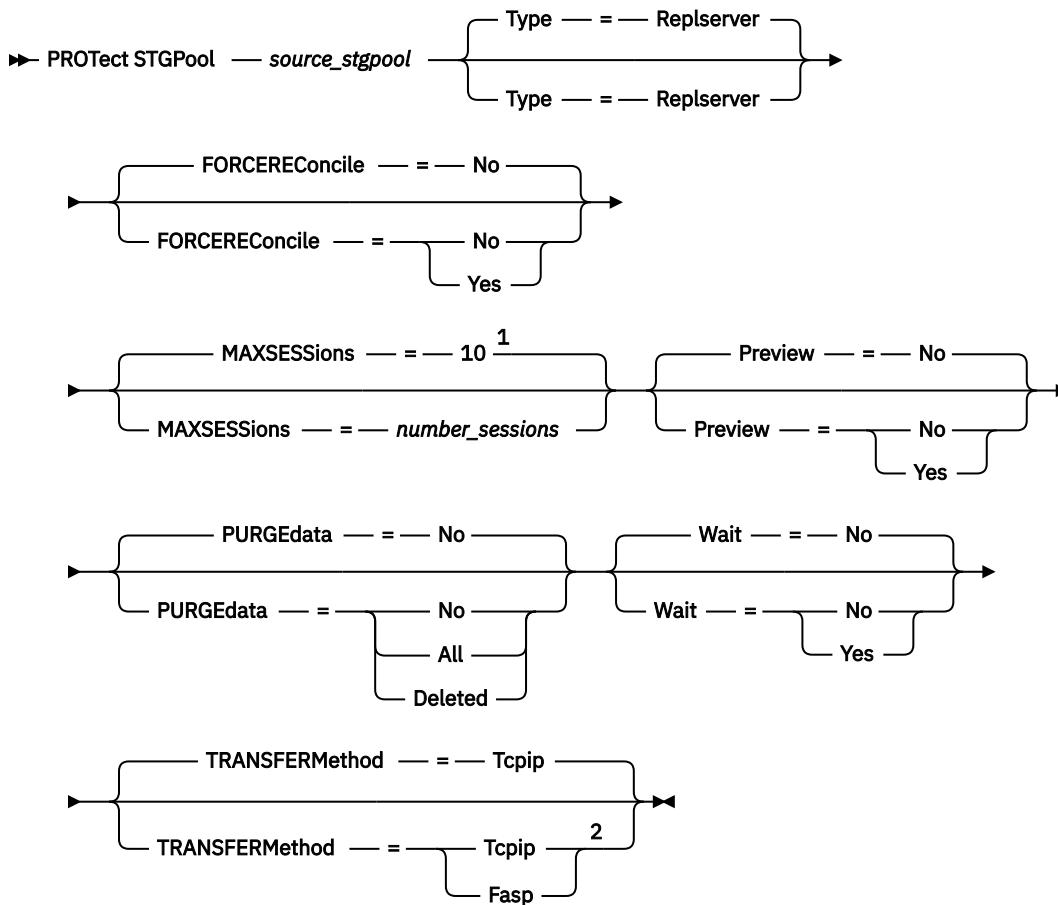 Type = Replserver
PROTect STGPool source_stgpool
Type = Replserver
FORCEREConcile = No
FORCEREConcile = No
Yes
MAXSESSions = 10 1
Preview = No
MAXSESSions = number_sessions
Preview = No
Yes
PURGEdata = No
Wait = No
PURGEdata = No
Wait = No
All
Yes
Deleted
TRANSFERMethod = Tcpip
TRANSFERMethod = Tcpip 2
Fasp